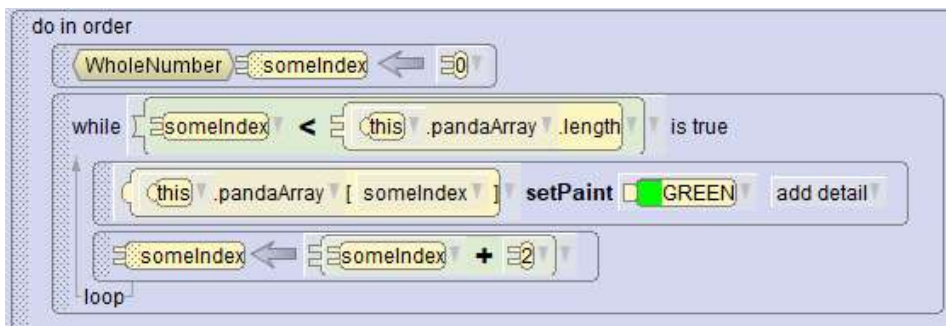 do in order
WholeNumber someIndex 0
while someIndex < this .pandaArray .length is true
this .pandaArray [ someIndex ] setPaint GREEN add detail
someIndex someIndex + 2
loop